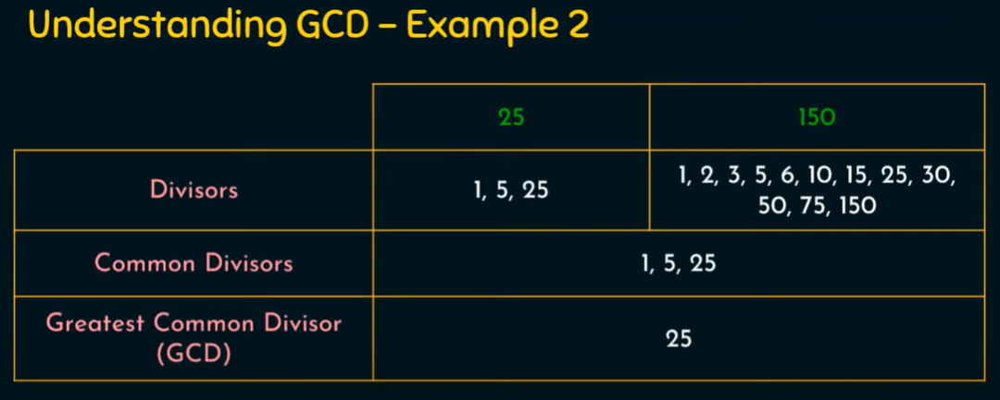 Understanding GCD – Example 2
25
150
Divisors
1, 5, 25
1, 2, 3, 5, 6, 10, 15, 25, 30,
50, 75, 150
Common Divisors
1, 5, 25
Greatest Common Divisor
(GCD)
25